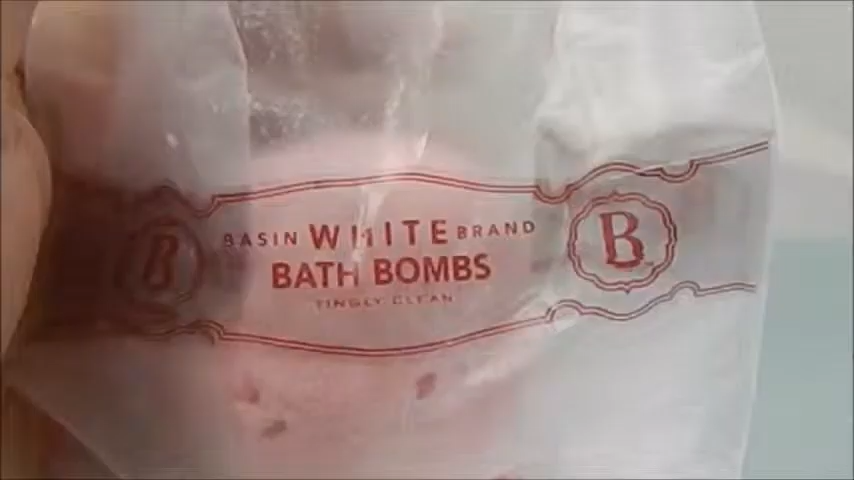 BASIN WHITE BRAND
BATH BOMBS
TINGLY CLEAN
B
B